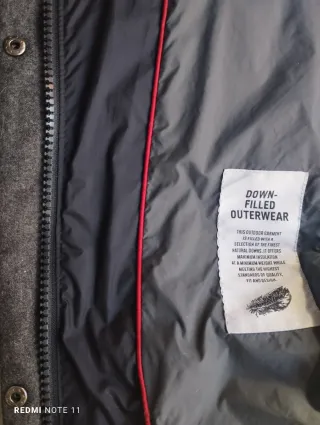 DOWN-
FILLED
OUTERWEAR
THIS OUTDOOR GARMENT
IS FILLED WITH A
SELECTION OF THE FINEST
NATURAL DOWNS. IT OFFERS
MAXIMUM INSULATION
AT A MINIMUM WEIGHT WHILE
MEETING THE HIGHEST
STANDARDS OF QUALITY,
FIT AND DESIGN.
REDMI NOTE 11